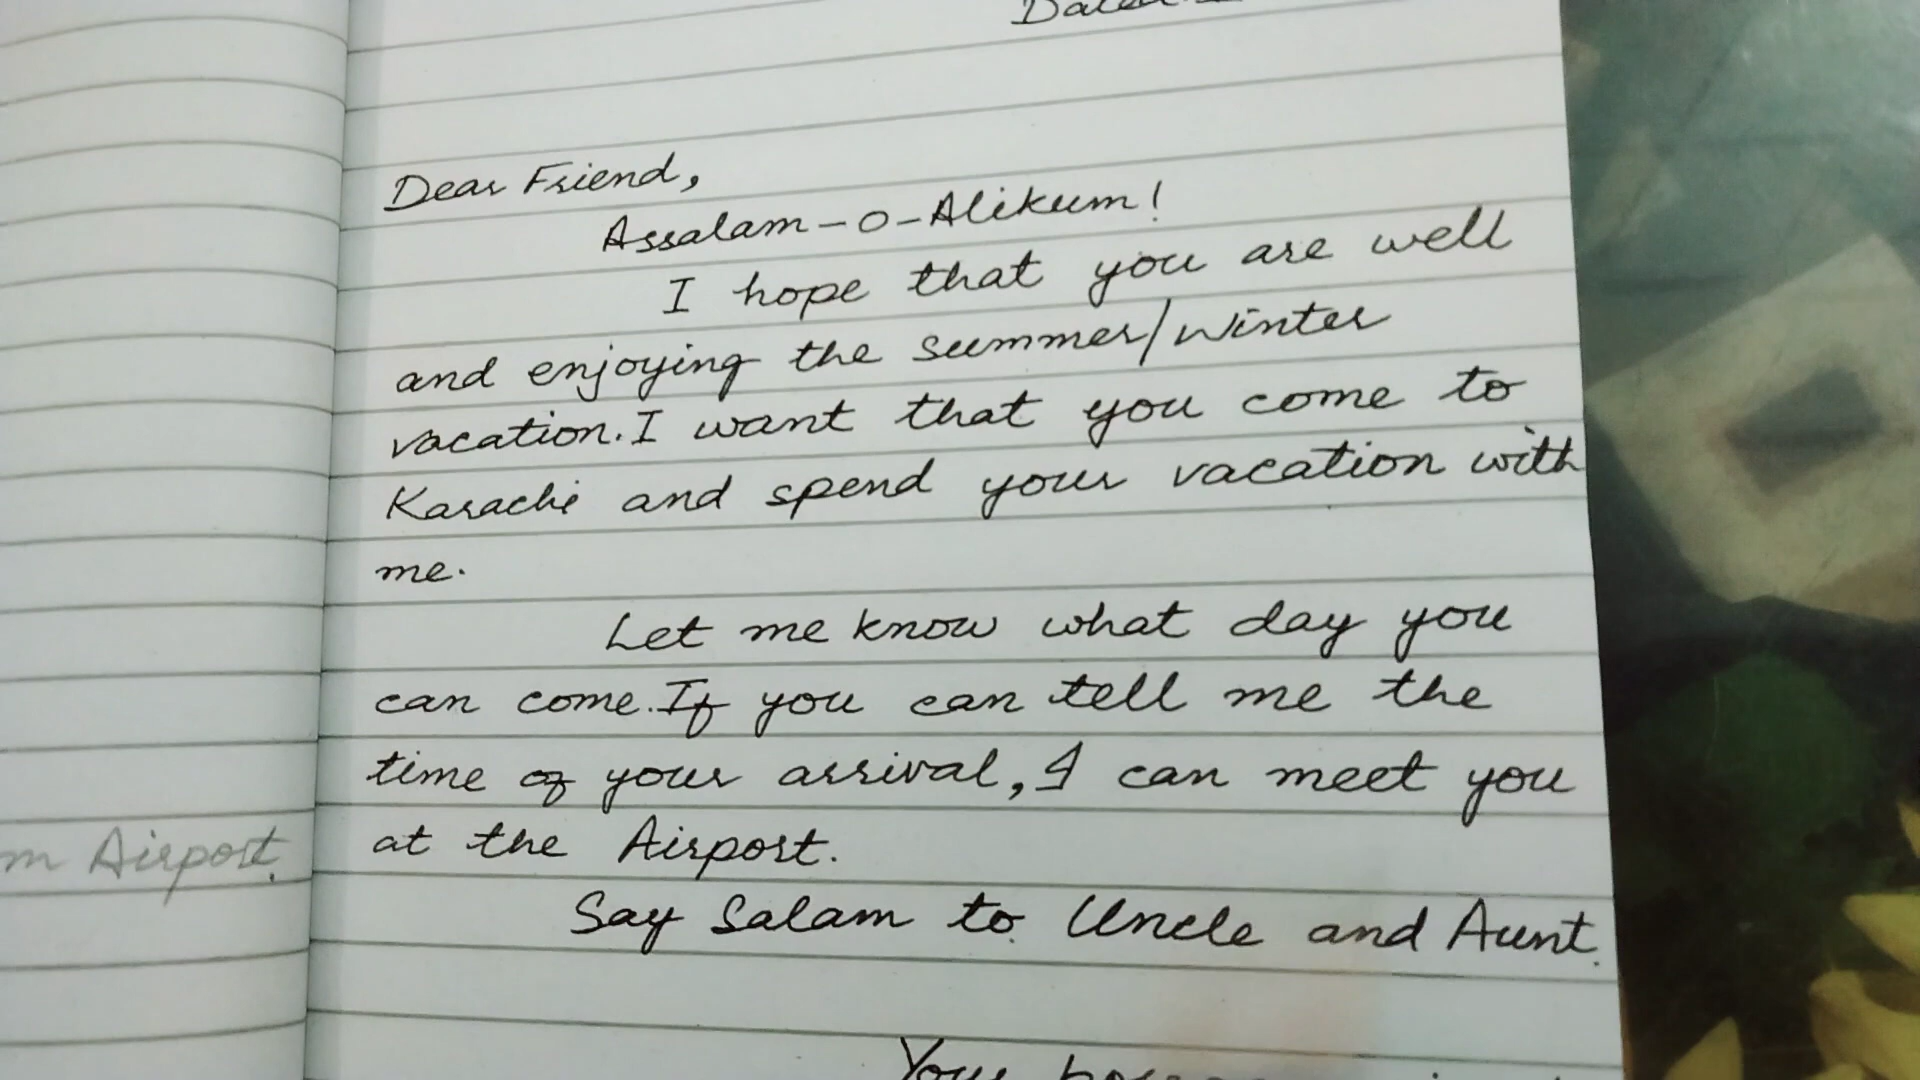 Dated
Dear Friend,
Assalam-o-Alikum!
I hope that you are well
and enjoying the summer/winter
vacation. I want that you come to
Karachi and spend your vacation with
me.
Let me know what day you
can come. If you can tell me the
time of your arrival, I can meet you
at the Airport.
m Airport.
Say Salam to Uncle and Aunt.
Your